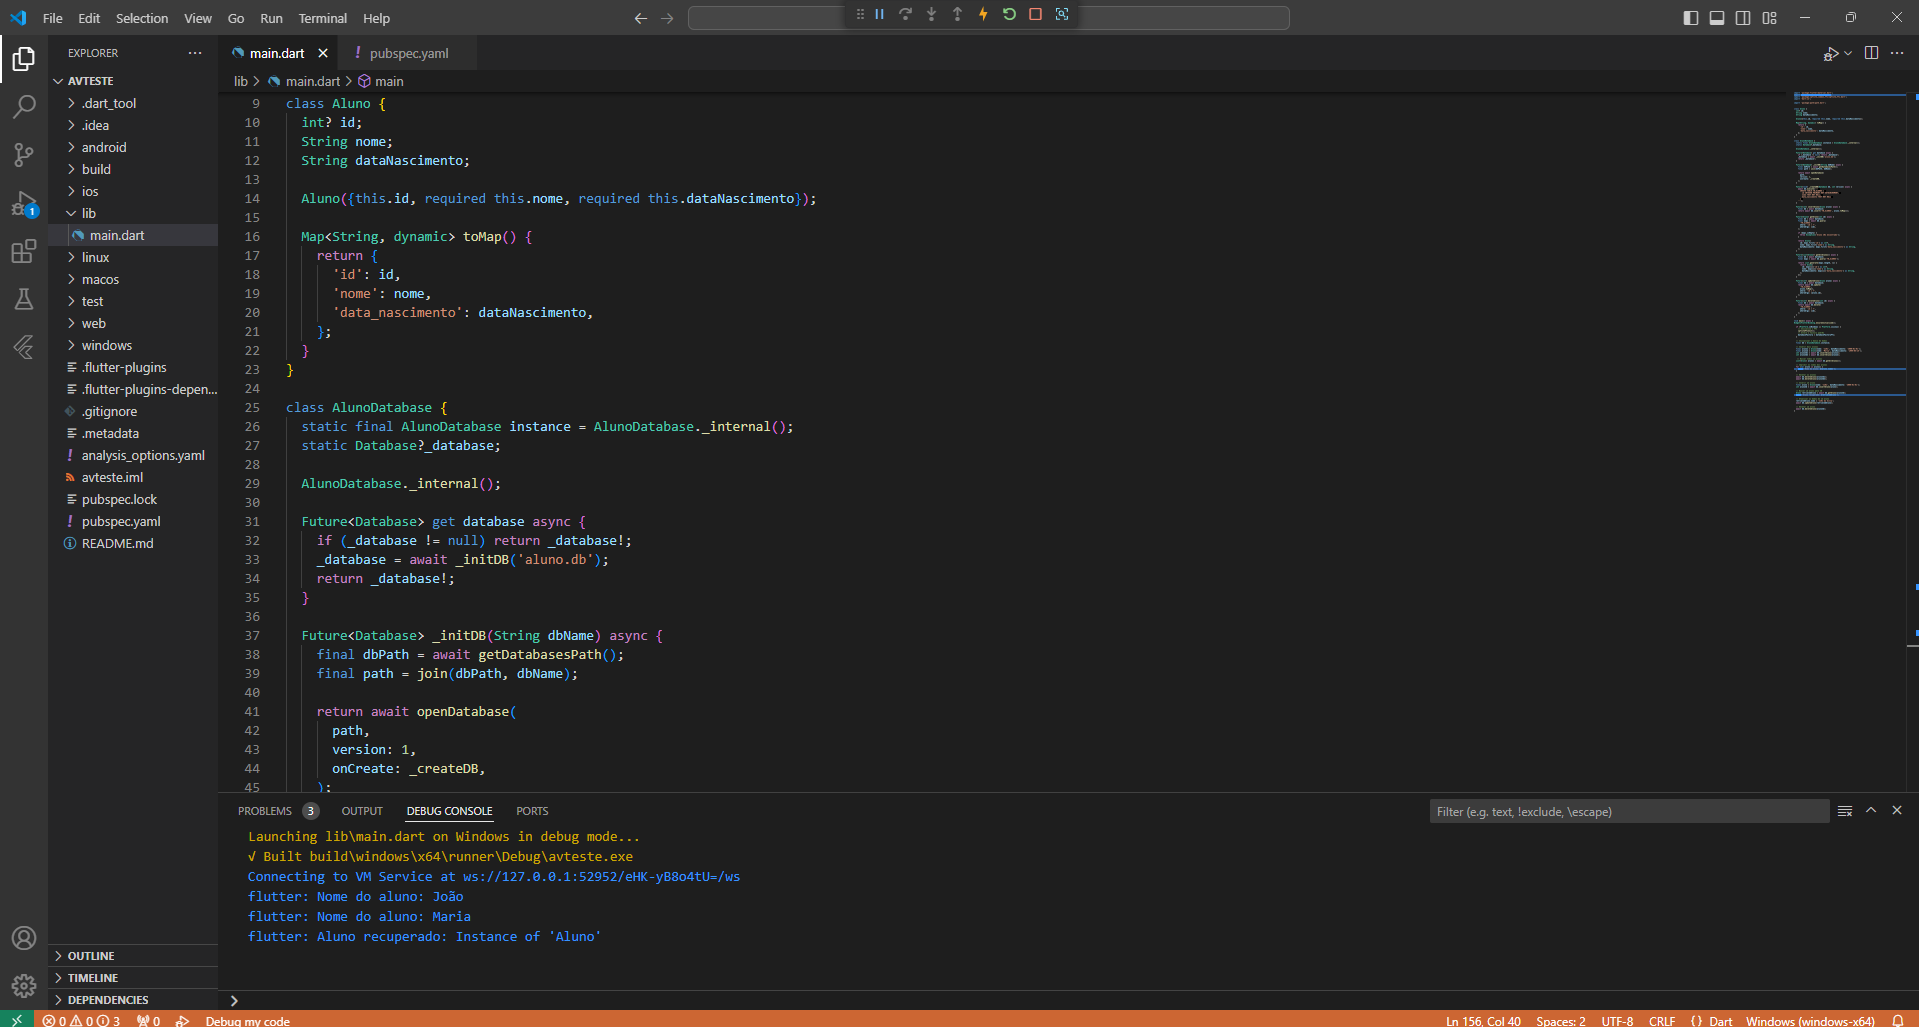 File Edit Selection View Go Run Terminal Help
EXPLORER
AVTESTE
.dart_tool
.idea
android
build
ios
lib
main.dart
linux
macos
test
web
windows
.flutter-plugins
.flutter-plugins-depen...
.gitignore
.metadata
analysis_options.yaml
avteste.iml
pubspec.lock
pubspec.yaml
README.md
OUTLINE
TIMELINE
DEPENDENCIES
1
main.dart
! pubspec.yaml
lib > main.dart > main
9 class Aluno {
10 int? id;
11 String nome;
12 String dataNascimento;
13
14 Aluno({this.id, required this.nome, required this.dataNascimento});
15
16 Map<String, dynamic> toMap() {
17 return {
18 'id': id,
19 'nome': nome,
20 'data_nascimento': dataNascimento,
21 };
22 }
23 }
24
25 class AlunoDatabase {
26 static final AlunoDatabase instance = AlunoDatabase._internal();
27 static Database?_database;
28
29 AlunoDatabase._internal();
30
31 Future<Database> get database async {
32 if (_database != null) return _database!;
33 _database = await _initDB('aluno.db');
34 return _database!;
35 }
36
37 Future<Database> _initDB(String dbName) async {
38 final dbPath = await getDatabasesPath();
39 final path = join(dbPath, dbName);
40
41 return await openDatabase(
42 path,
43 version: 1,
44 onCreate: _createDB,
45 );
PROBLEMS 3 OUTPUT DEBUG CONSOLE PORTS
Filter (e.g. text, !exclude, \escape)
Launching lib\main.dart on Windows in debug mode...
√ Built build\windows\x64\runner\Debug\avteste.exe
Connecting to VM Service at ws://127.0.0.1:52952/eHK-yB8o4tU=/ws
flutter: Nome do aluno: João
flutter: Nome do aluno: Maria
flutter: Aluno recuperado: Instance of 'Aluno'
0 0 3 0 Debug my code
Ln 156, Col 40 Spaces: 2 UTF-8 CRLF {} Dart Windows (windows-x64)